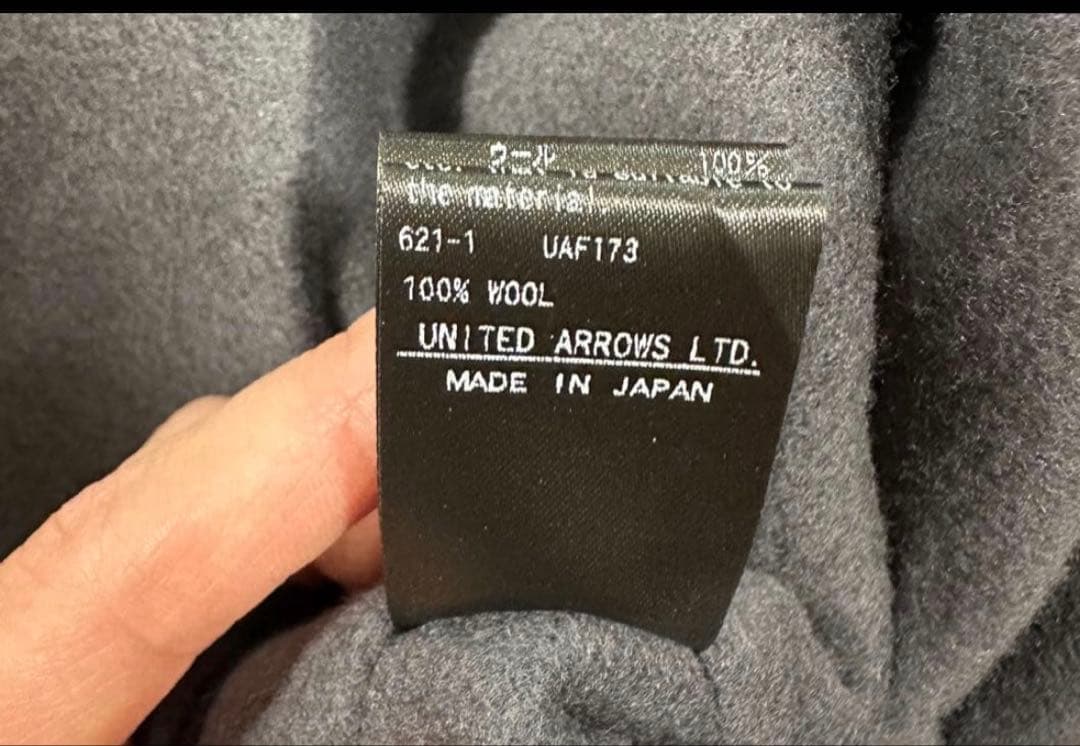 ウール 100%
the material.
621-1 UAF173
100% WOOL
UNITED ARROWS LTD.
MADE IN JAPAN